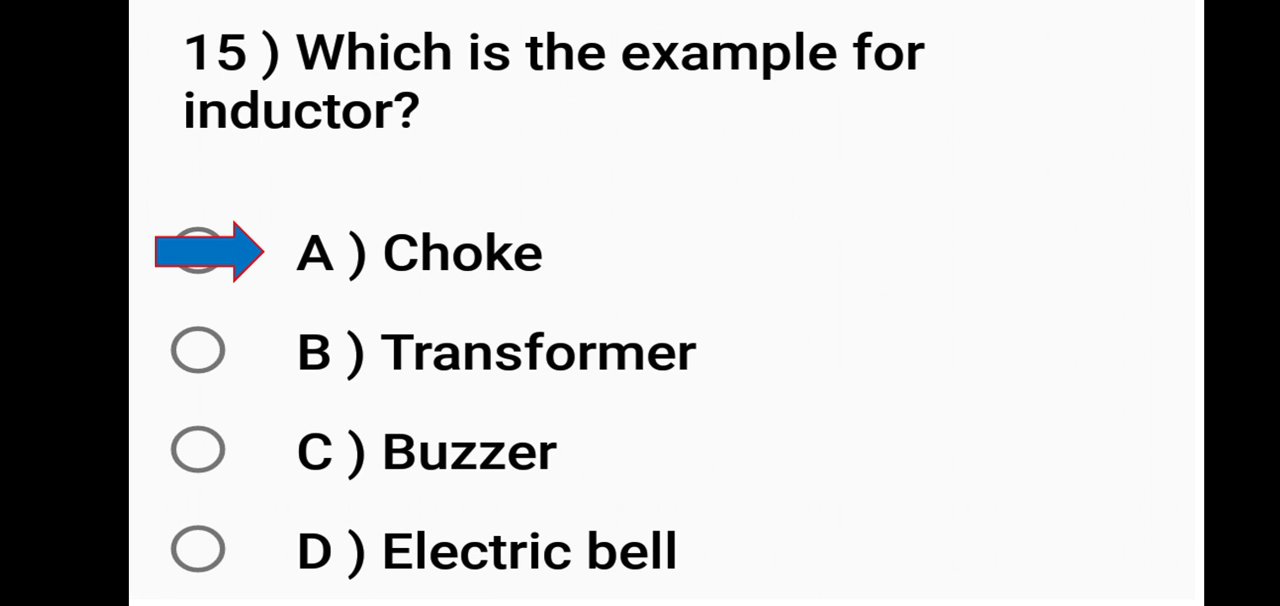 15 ) Which is the example for
inductor?
A ) Choke
B ) Transformer
C ) Buzzer
D ) Electric bell